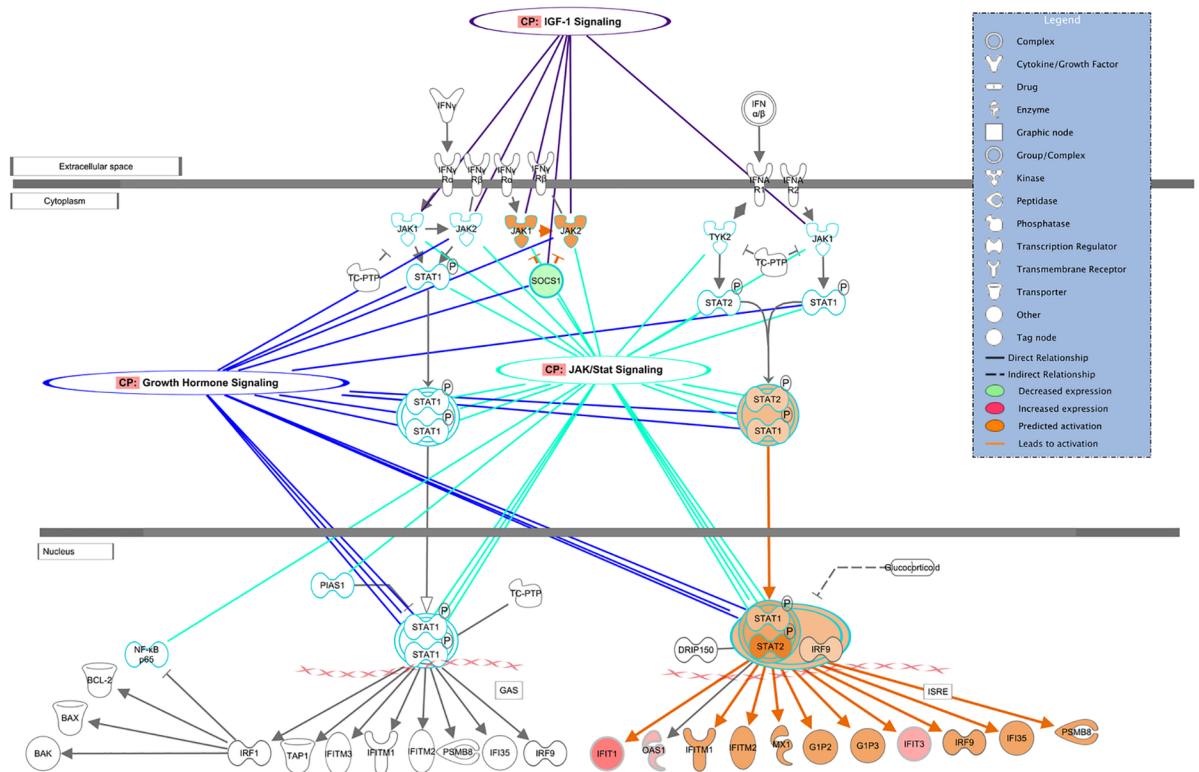 CP: IGF-1 Signaling
Legend
Complex
Cytokine/Growth Factor
Drug
Enzyme
Graphic node
Group/Complex
Kinase
Peptidase
Phosphatase
Transcription Regulator
Transmembrane Receptor
Transporter
Other
Tag node
Direct Relationship
Indirect Relationship
Decreased expression
Increased expression
Predicted activation
Leads to activation
IFNγ
IFN
α/β
Extracellular space
Cytoplasm
IFNγ
Rα
IFNγ
Rβ
IFNγ
Rα
IFNγ
Rβ
IFNA
R1
IFNA
R2
JAK1
JAK2
JAK1
JAK2
TYK2
JAK1
TC-PTP
STAT1
P
SOCS1
TC-PTP
STAT2
P
STAT1
P
CP: Growth Hormone Signaling
CP: JAK/Stat Signaling
STAT1
P
STAT1
P
STAT2
P
STAT1
P
Nucleus
PIAS1
TC-PTP
Glucocorticoid
STAT1
P
STAT1
P
STAT1
P
STAT2
P
NF-κB
p65
DRIP150
IRF9
GAS
ISRE
BCL-2
BAX
BAK
IRF1
TAP1
IFITM3
IFITM1
IFITM2
PSMB8
IFI35
IRF9
IFIT1
OAS1
IFITM1
IFITM2
MX1
G1P2
G1P3
IFIT3
IRF9
IFI35
PSMB8